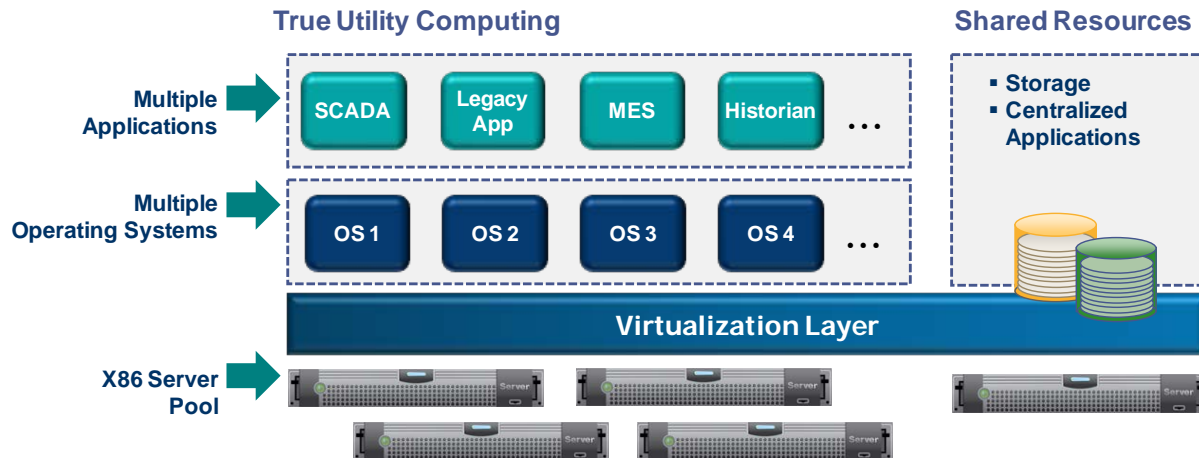 True Utility Computing
Shared Resources
Multiple
Applications
SCADA
Legacy
App
MES
Historian
...
▪ Storage
▪ Centralized
Applications
Multiple
Operating Systems
OS 1
OS 2
OS 3
OS 4
...
Virtualization Layer
X86 Server
Pool
Server
Server
Server
Server
Server